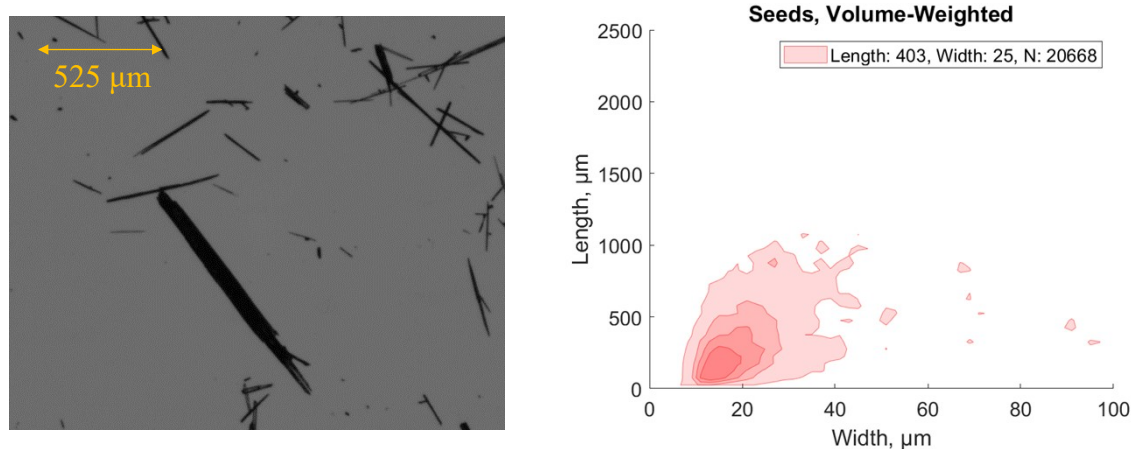 525 μm
Seeds, Volume-Weighted
2500
Length: 403, Width: 25, N: 20668
2000
1500
1000
500
0
Length, μm
0
20
40
60
80
100
Width, μm